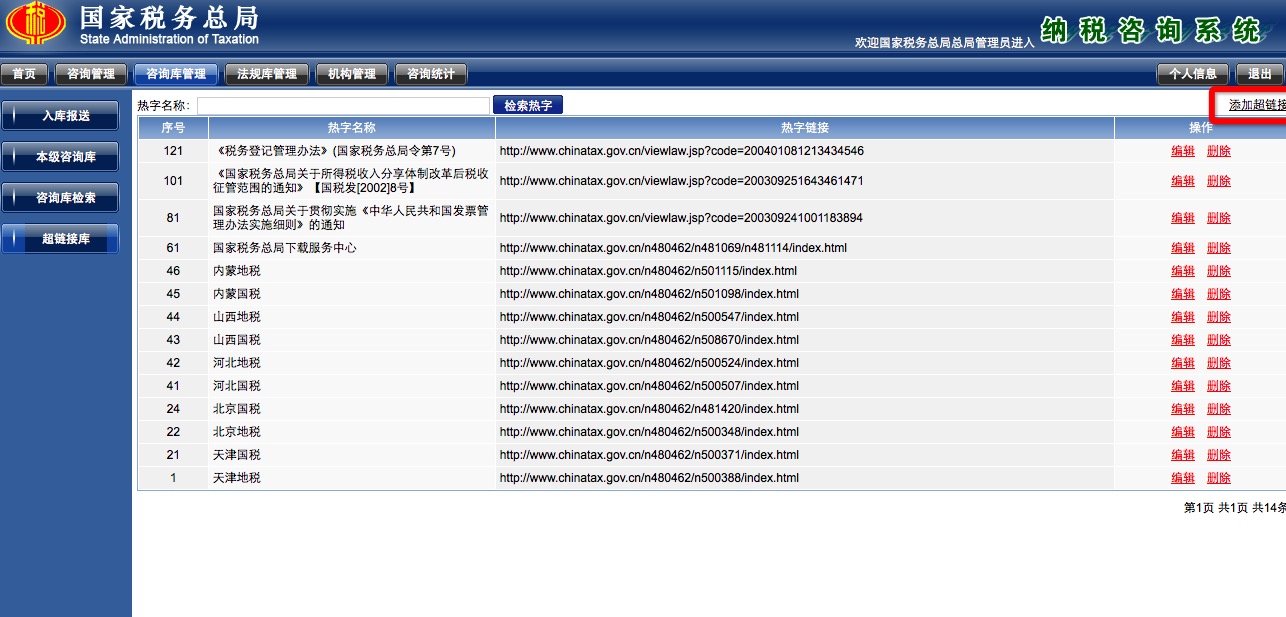 国家税务总局
State Administration of Taxation
欢迎国家税务总局总局管理员进入
纳税咨询系统
首页 咨询管理 咨询库管理 法规库管理 机构管理 咨询统计 个人信息 退出
入库报送
本级咨询库
咨询库检索
超链接库
热字名称： 检索热字 添加超链接
序号 热字名称 热字链接 操作
121 《税务登记管理办法》(国家税务总局令第7号) http://www.chinatax.gov.cn/viewlaw.jsp?code=200401081213434546 编辑 删除
101 《国家税务总局关于所得税收入分享体制改革后税收
征管范围的通知》【国税发[2002]8号】 http://www.chinatax.gov.cn/viewlaw.jsp?code=200309251643461471 编辑 删除
81 国家税务总局关于贯彻实施《中华人民共和国发票管
理办法实施细则》的通知 http://www.chinatax.gov.cn/viewlaw.jsp?code=200309241001183894 编辑 删除
61 国家税务总局下载服务中心 http://www.chinatax.gov.cn/n480462/n481069/n481114/index.html 编辑 删除
46 内蒙地税 http://www.chinatax.gov.cn/n480462/n501115/index.html 编辑 删除
45 内蒙国税 http://www.chinatax.gov.cn/n480462/n501098/index.html 编辑 删除
44 山西地税 http://www.chinatax.gov.cn/n480462/n500547/index.html 编辑 删除
43 山西国税 http://www.chinatax.gov.cn/n480462/n508670/index.html 编辑 删除
42 河北地税 http://www.chinatax.gov.cn/n480462/n500524/index.html 编辑 删除
41 河北国税 http://www.chinatax.gov.cn/n480462/n500507/index.html 编辑 删除
24 北京国税 http://www.chinatax.gov.cn/n480462/n481420/index.html 编辑 删除
22 北京地税 http://www.chinatax.gov.cn/n480462/n500348/index.html 编辑 删除
21 天津国税 http://www.chinatax.gov.cn/n480462/n500371/index.html 编辑 删除
1 天津地税 http://www.chinatax.gov.cn/n480462/n500388/index.html 编辑 删除
第1页 共1页 共14条